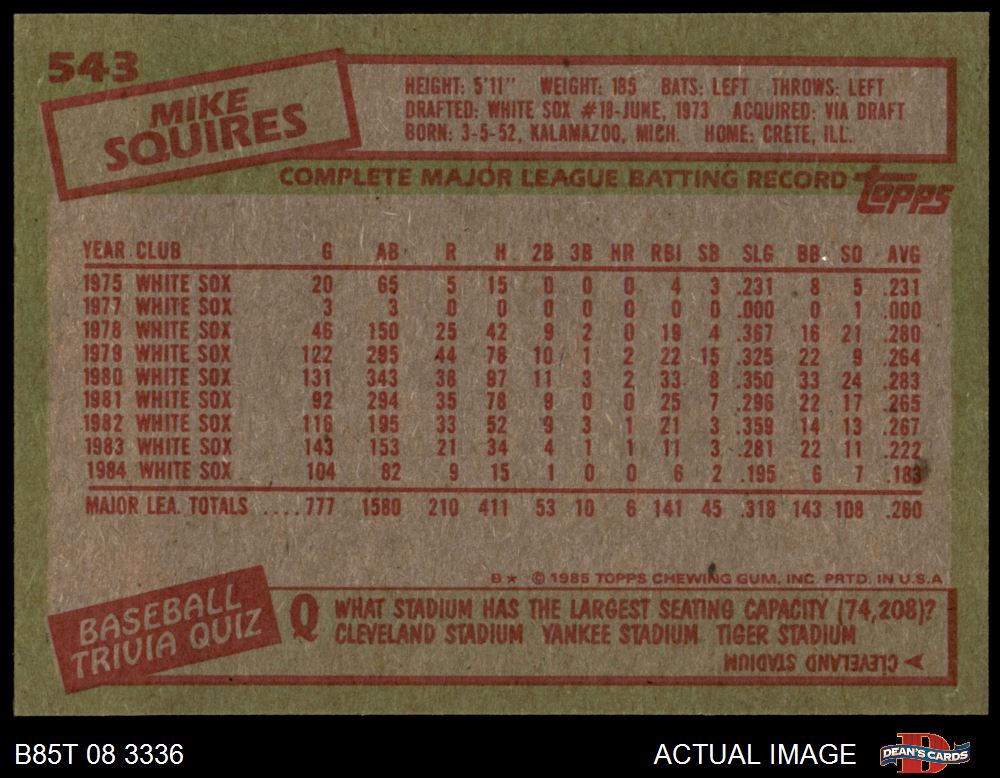 543
MIKE
SQUIRES
HEIGHT: 5'11" WEIGHT: 185 BATS: LEFT THROWS: LEFT
DRAFTED: WHITE SOX #18-JUNE, 1973 ACQUIRED: VIA DRAFT
BORN: 3-5-52, KALAMAZOO, MICH. HOME: CRETE, ILL.
COMPLETE MAJOR LEAGUE BATTING RECORD topps
YEAR CLUB G AB R H 2B 3B HR RBI SB SLG BB SO AVG
1975 WHITE SOX 20 65 5 15 0 0 0 4 3 .231 8 5 .231
1977 WHITE SOX 3 3 0 0 0 0 0 0 0 .000 0 1 .000
1978 WHITE SOX 46 150 25 42 9 2 0 19 4 .367 16 21 .280
1979 WHITE SOX 122 295 44 78 10 1 2 22 15 .325 22 9 .264
1980 WHITE SOX 131 343 38 97 11 3 2 33 8 .350 33 24 .283
1981 WHITE SOX 92 294 35 78 9 0 0 25 7 .296 22 17 .265
1982 WHITE SOX 116 195 33 52 9 3 1 21 3 .359 14 13 .267
1983 WHITE SOX 143 153 21 34 4 1 1 11 3 .281 22 11 .222
1984 WHITE SOX 104 82 9 15 1 0 0 6 2 .195 6 7 .183
MAJOR LEA. TOTALS ....777 1580 210 411 53 10 6 141 45 .318 143 108 .260
B★ © 1985 TOPPS CHEWING GUM, INC. PRTD. IN U.S.A
BASEBALL
TRIVIA QUIZ
Q WHAT STADIUM HAS THE LARGEST SEATING CAPACITY (74,208)?
CLEVELAND STADIUM YANKEE STADIUM TIGER STADIUM
CLEVELAND STADIUM
B85T 08 3336 ACTUAL IMAGE DEAN'S CARDS